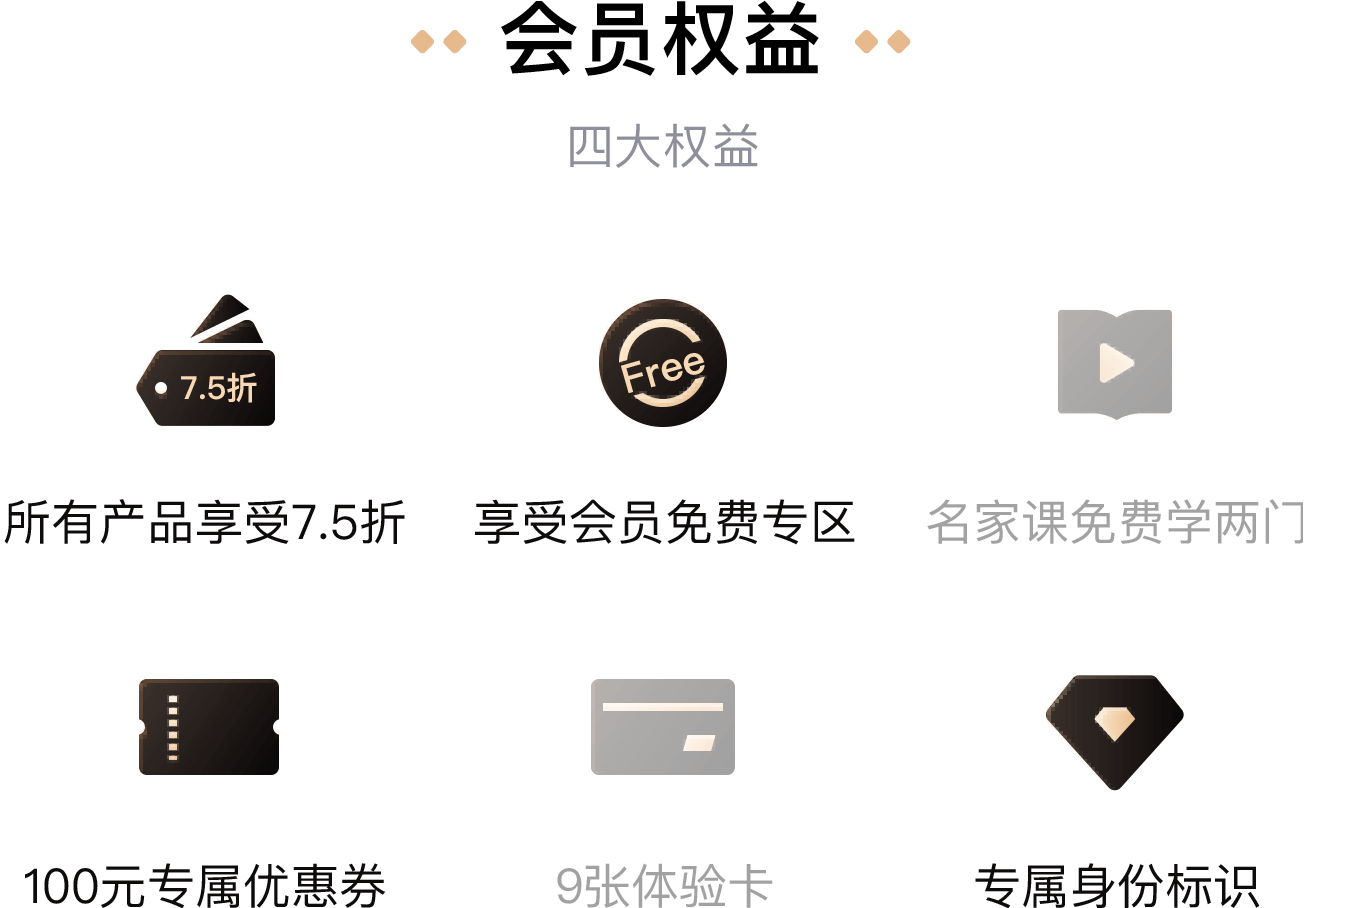 会员权益
四大权益
7.5折
Free
所有产品享受7.5折
享受会员免费专区
名家课免费学两门
100元专属优惠券
9张体验卡
专属身份标识